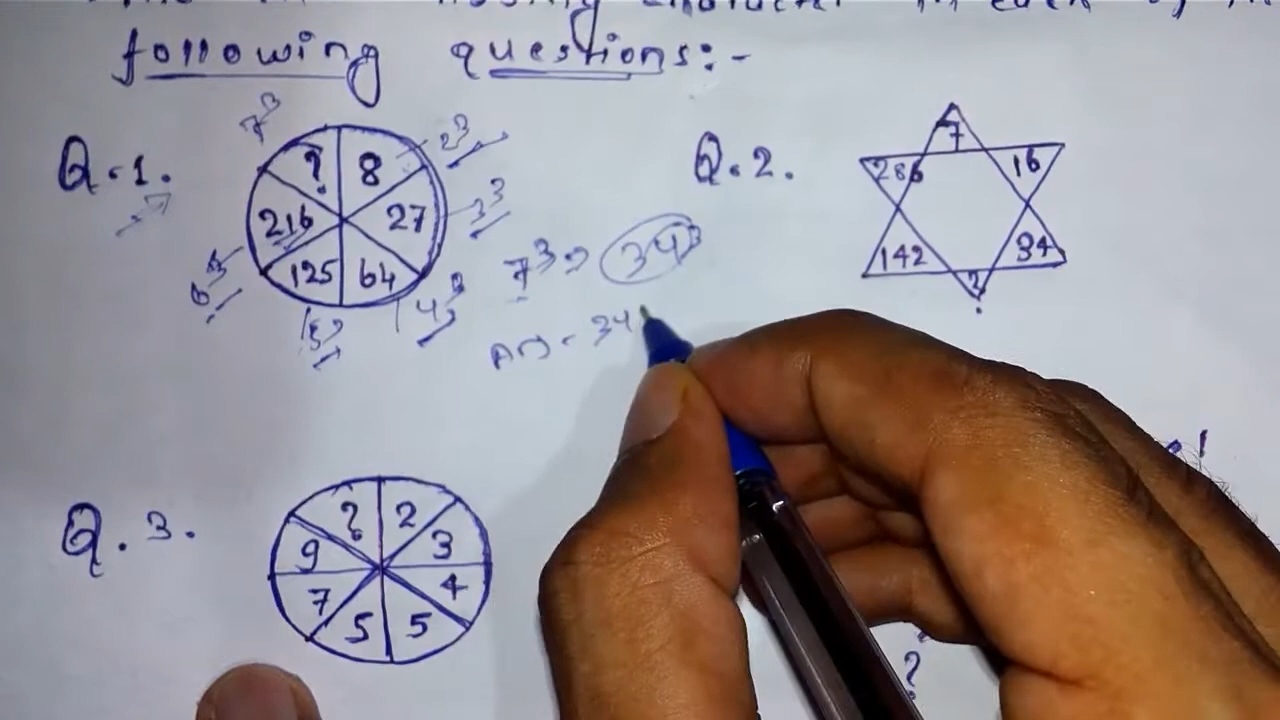 following questions:-
Q.1.
7³
? 8 2³
216 27 3³
125 64
6³
5³
4³
7³ ⇒ 343
Ans - 34
Q.2.
7
286 16
142 34
?
Q.3.
? 2
9 3
7 4
5 5
?